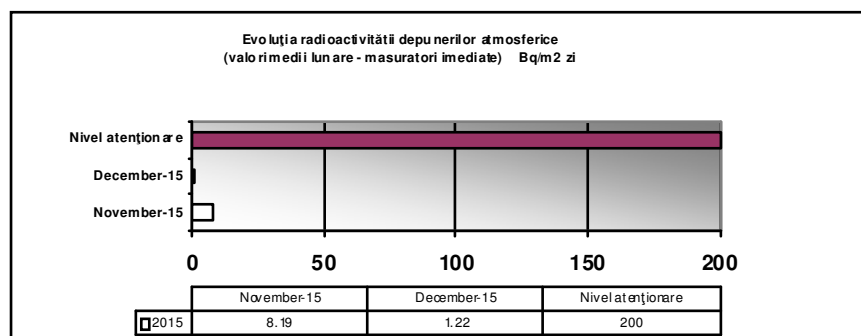 Evoluţia radioactivităţii depunerilor atmosferice
(valori medii lunare - masuratori imediate) Bq/m2 zi
Nivel atenţionare
December-15
November-15
0 50 100 150 200
November-15 December-15 Nivel atenţionare
2015 8.19 1.22 200